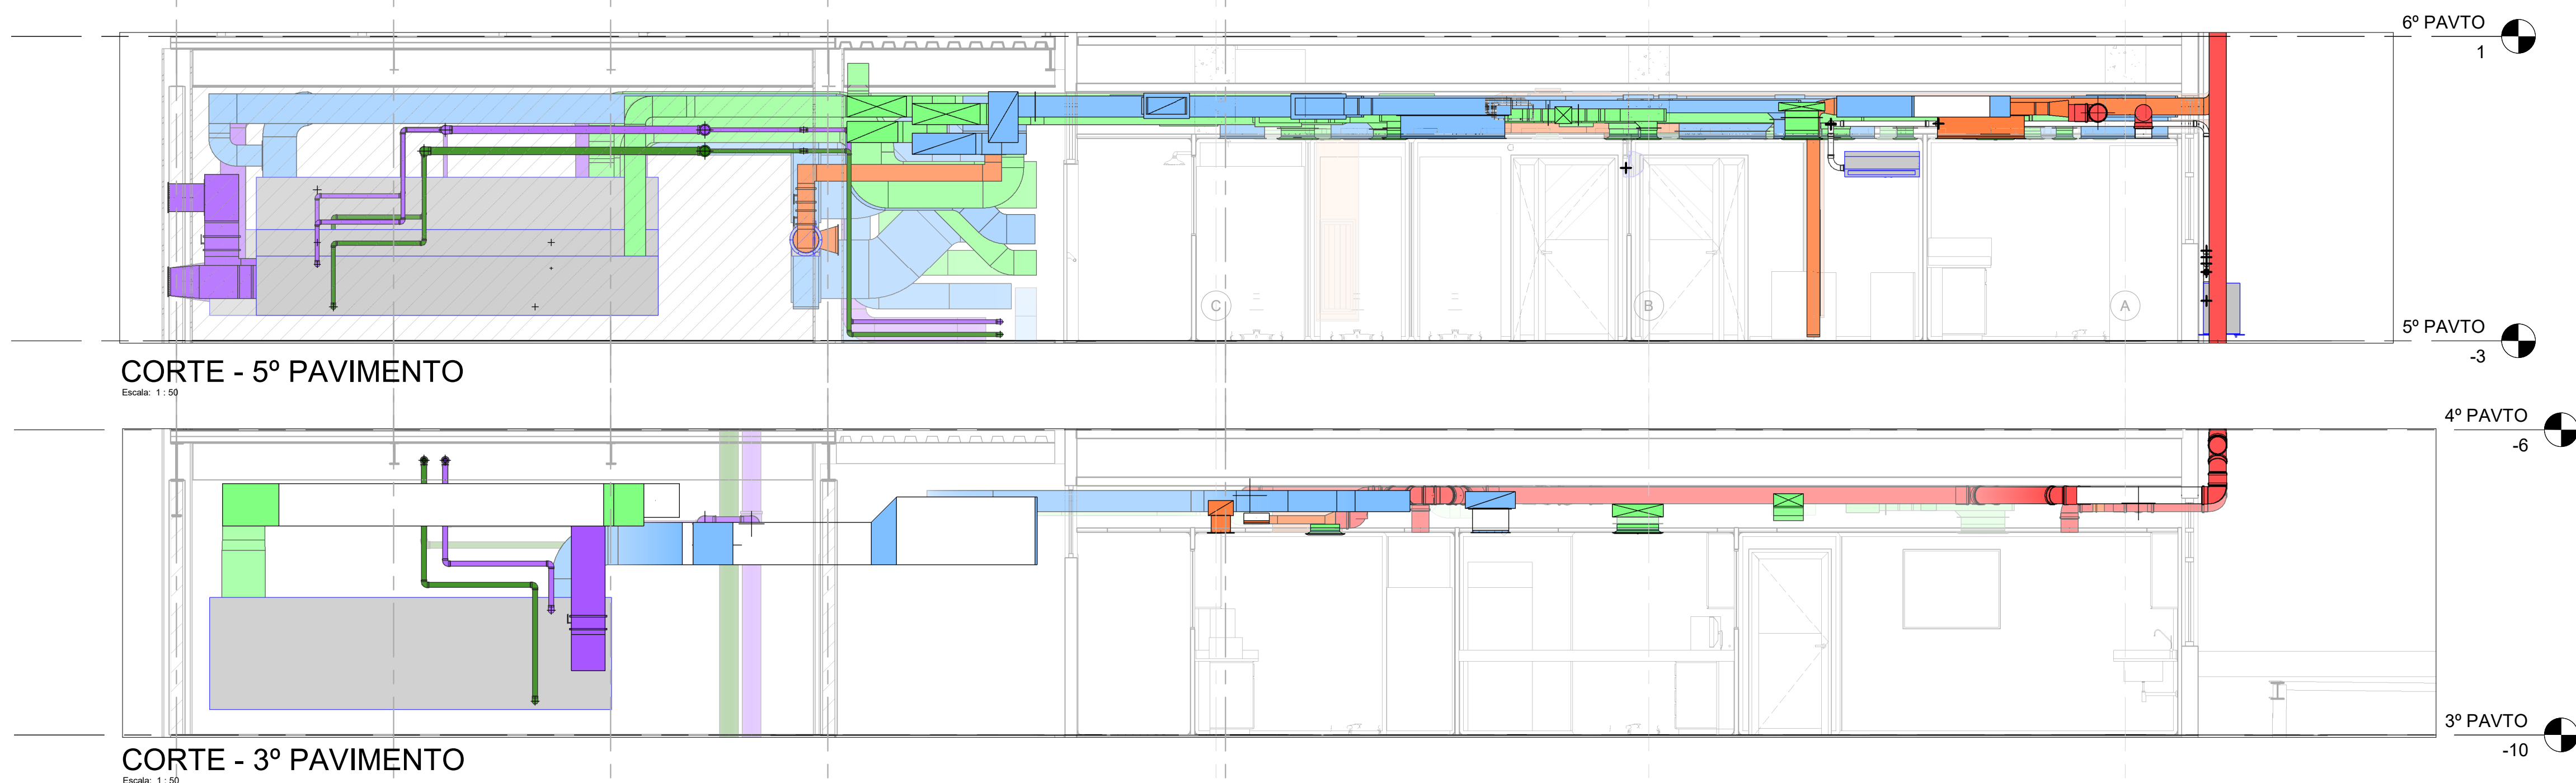 6º PAVTO
1
C
B
A
5º PAVTO
-3
CORTE - 5º PAVIMENTO
Escala: 1 : 50
4º PAVTO
-6
3º PAVTO
-10
CORTE - 3º PAVIMENTO
Escala: 1 : 50